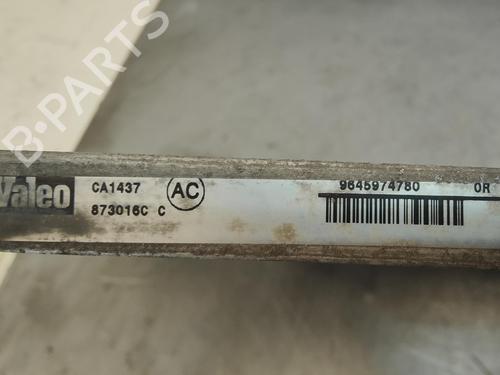 B-PARTS
Valeo
CA1437
873016C C
AC
9645974780
OR